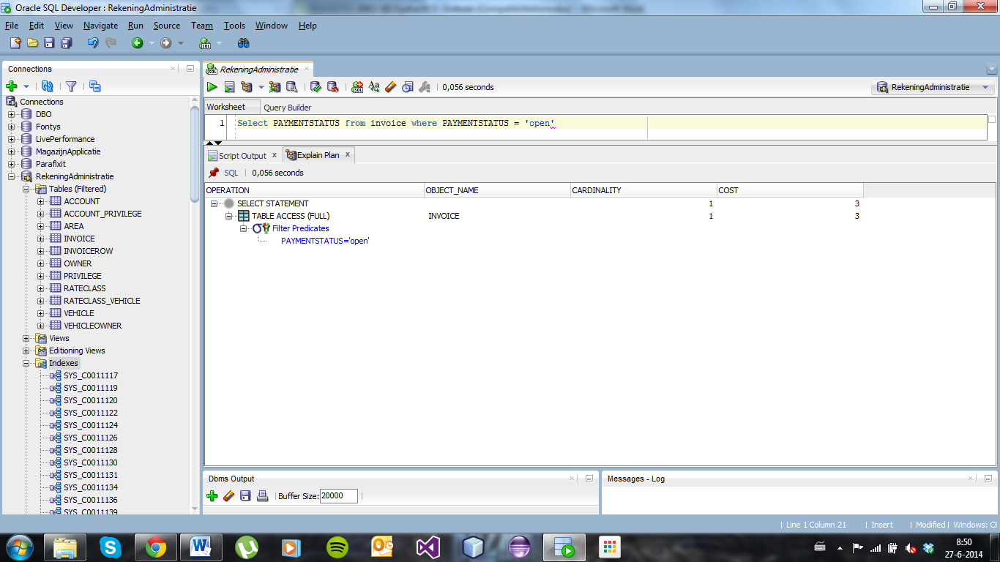 Oracle SQL Developer : RekeningAdministratie
File Edit View Navigate Run Source Team Tools Window Help
Connections
Connections
DBO
Fontys
LivePerformance
MagazijnApplicatie
Parafixit
RekeningAdministratie
Tables (Filtered)
ACCOUNT
ACCOUNT_PRIVILEGE
AREA
INVOICE
INVOICEROW
OWNER
PRIVILEGE
RATECLASS
RATECLASS_VEHICLE
VEHICLE
VEHICLEOWNER
Views
Editioning Views
Indexes
SYS_C0011117
SYS_C0011119
SYS_C0011120
SYS_C0011122
SYS_C0011124
SYS_C0011126
SYS_C0011128
SYS_C0011130
SYS_C0011131
SYS_C0011134
SYS_C0011136
SYS_C0011139
RekeningAdministratie
0,056 seconds
RekeningAdministratie
Worksheet Query Builder
1 Select PAYMENTSTATUS from invoice where PAYMENTSTATUS = 'open'
Script Output Explain Plan
SQL 0,056 seconds
OPERATION OBJECT_NAME CARDINALITY COST
SELECT STATEMENT 1 3
TABLE ACCESS (FULL) INVOICE 1 3
Filter Predicates
PAYMENTSTATUS='open'
Dbms Output
Buffer Size: 20000
Messages - Log
Line 1 Column 21 Insert Modified Windows: CF
8:50
27-6-2014